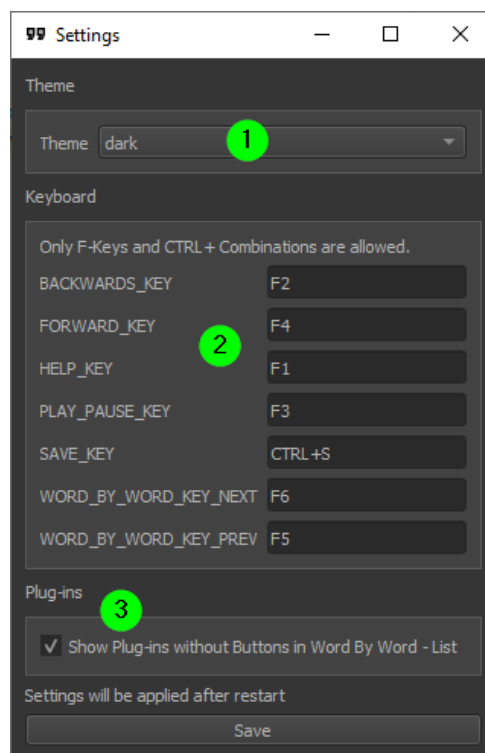 Settings
Theme
Theme dark 1
Keyboard
Only F-Keys and CTRL+ Combinations are allowed.
BACKWARDS_KEY F2
FORWARD_KEY F4
2
HELP_KEY F1
PLAY_PAUSE_KEY F3
SAVE_KEY CTRL+S
WORD_BY_WORD_KEY_NEXT F6
WORD_BY_WORD_KEY_PREV F5
Plug-ins
3
Show Plug-ins without Buttons in Word By Word - List
Settings will be applied after restart
Save